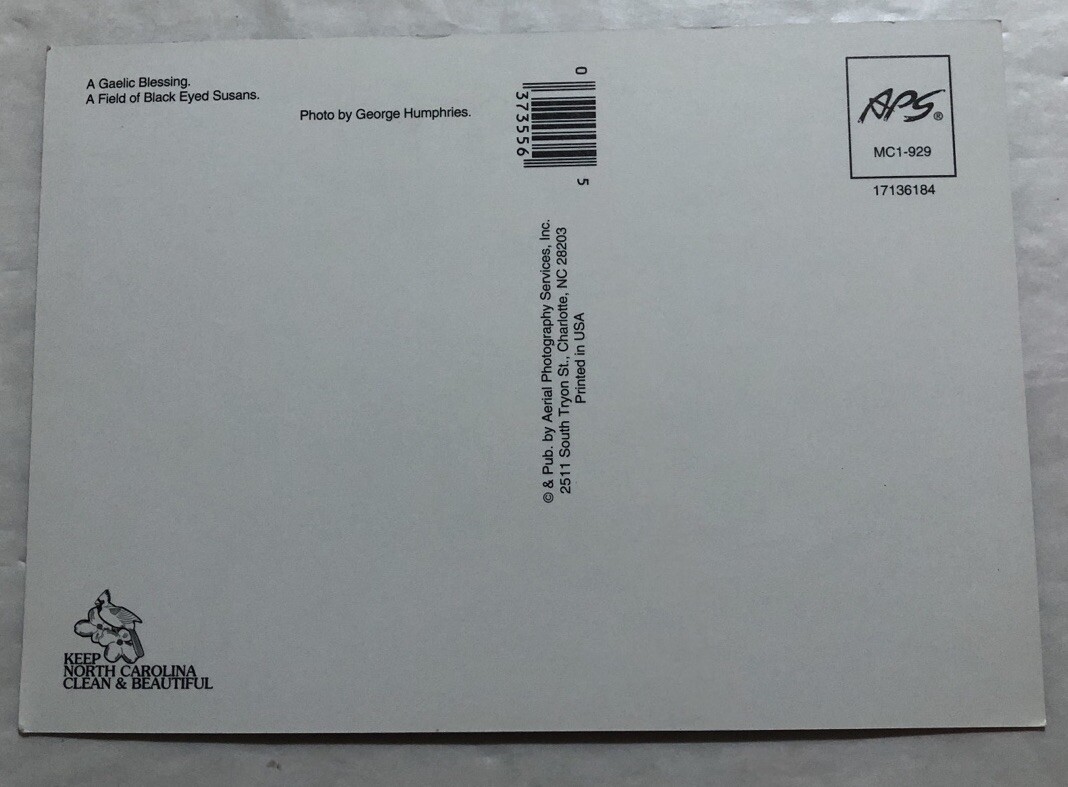 A Gaelic Blessing.
A Field of Black Eyed Susans.
Photo by George Humphries.
0
373556
5
© & Pub. by Aerial Photography Services, Inc.
2511 South Tryon St., Charlotte, NC 28203
Printed in USA
APS®
MC1-929
17136184
KEEP
NORTH CAROLINA
CLEAN & BEAUTIFUL